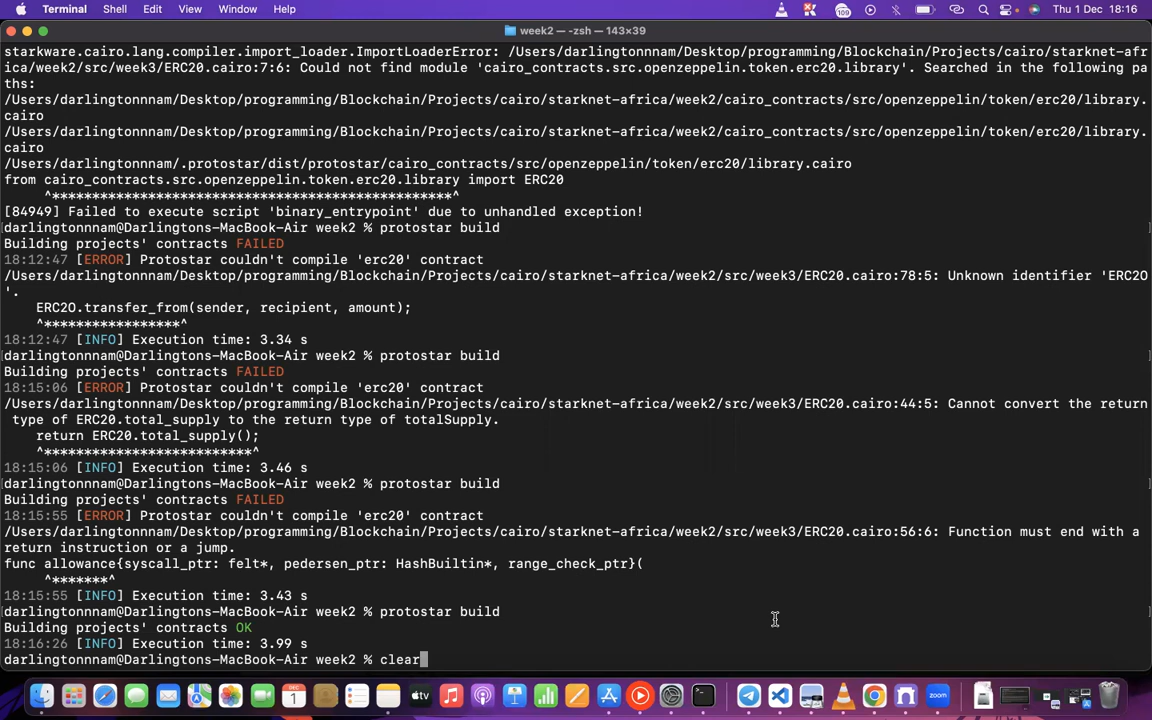 Terminal Shell Edit View Window Help 109 Thu 1 Dec 18:16
week2 — -zsh — 143×39
starkware.cairo.lang.compiler.import_loader.ImportLoaderError: /Users/darlingtonnnam/Desktop/programming/Blockchain/Projects/cairo/starknet-afr
ica/week2/src/week3/ERC20.cairo:7:6: Could not find module 'cairo_contracts.src.openzeppelin.token.erc20.library'. Searched in the following pa
ths:
/Users/darlingtonnnam/Desktop/programming/Blockchain/Projects/cairo/starknet-africa/week2/cairo_contracts/src/openzeppelin/token/erc20/library.
cairo
/Users/darlingtonnnam/Desktop/programming/Blockchain/Projects/cairo/starknet-africa/week2/cairo_contracts/src/openzeppelin/token/erc20/library.
cairo
/Users/darlingtonnnam/.protostar/dist/protostar/cairo_contracts/src/openzeppelin/token/erc20/library.cairo
from cairo_contracts.src.openzeppelin.token.erc20.library import ERC20
^***************************************************^
[84949] Failed to execute script 'binary_entrypoint' due to unhandled exception!
[darlingtonnnam@Darlingtons-MacBook-Air week2 % protostar build ]
Building projects' contracts FAILED
18:12:47 [ERROR] Protostar couldn't compile 'erc20' contract
/Users/darlingtonnnam/Desktop/programming/Blockchain/Projects/cairo/starknet-africa/week2/src/week3/ERC20.cairo:78:5: Unknown identifier 'ERC2O
'.
ERC2O.transfer_from(sender, recipient, amount);
^*****************^
18:12:47 [INFO] Execution time: 3.34 s
[darlingtonnnam@Darlingtons-MacBook-Air week2 % protostar build ]
Building projects' contracts FAILED
18:15:06 [ERROR] Protostar couldn't compile 'erc20' contract
/Users/darlingtonnnam/Desktop/programming/Blockchain/Projects/cairo/starknet-africa/week2/src/week3/ERC20.cairo:44:5: Cannot convert the return
type of ERC20.total_supply to the return type of totalSupply.
return ERC20.total_supply();
^**************************^
18:15:06 [INFO] Execution time: 3.46 s
[darlingtonnnam@Darlingtons-MacBook-Air week2 % protostar build ]
Building projects' contracts FAILED
18:15:55 [ERROR] Protostar couldn't compile 'erc20' contract
/Users/darlingtonnnam/Desktop/programming/Blockchain/Projects/cairo/starknet-africa/week2/src/week3/ERC20.cairo:56:6: Function must end with a
return instruction or a jump.
func allowance{syscall_ptr: felt*, pedersen_ptr: HashBuiltin*, range_check_ptr}(
^*******^
18:15:55 [INFO] Execution time: 3.43 s
[darlingtonnnam@Darlingtons-MacBook-Air week2 % protostar build ]
Building projects' contracts OK
18:16:26 [INFO] Execution time: 3.99 s
darlingtonnnam@Darlingtons-MacBook-Air week2 % clear
DEC 1 tv zoom